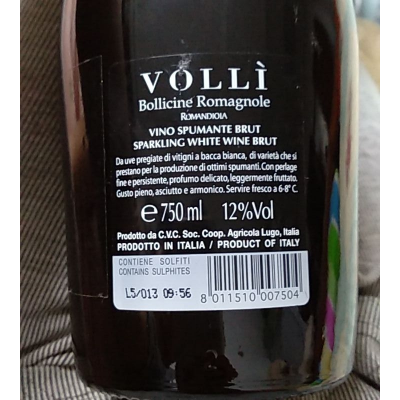 VOLLÌ
Bollicine Romagnole
ROMANDIOLA
VINO SPUMANTE BRUT
SPARKLING WHITE WINE BRUT
Da uve pregiate di vitigni a bacca bianca, di varietà che si
prestano per la produzione di ottimi spumanti. Con perlage
fine e persistente, profumo delicato, leggermente fruttato.
Gusto pieno, asciutto e armonico. Servire fresco a 6-8° C.
℮ 750 ml 12%Vol
Prodotto da C.V.C. Soc. Coop. Agricola Lugo, Italia
PRODOTTO IN ITALIA / PRODUCT OF ITALY
CONTIENE SOLFITI
CONTAINS SULPHITES
L5/013 09:56
8 011510 007504